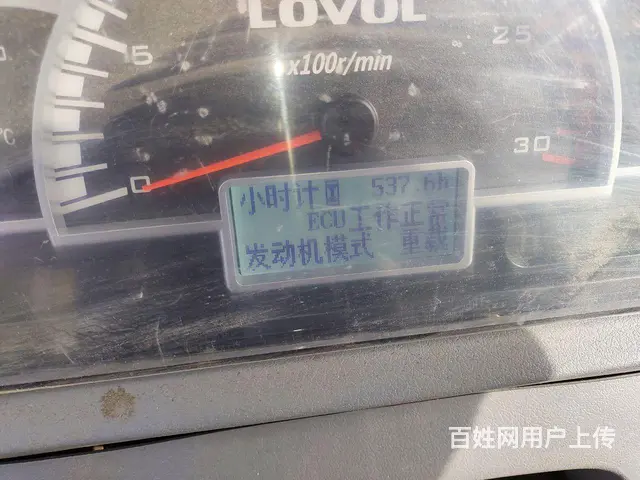 LOVOL
x100r/min
5
25
0
30
°C
小时计 537.6h
ECU工作正常
发动机模式 重载
百姓网用户上传